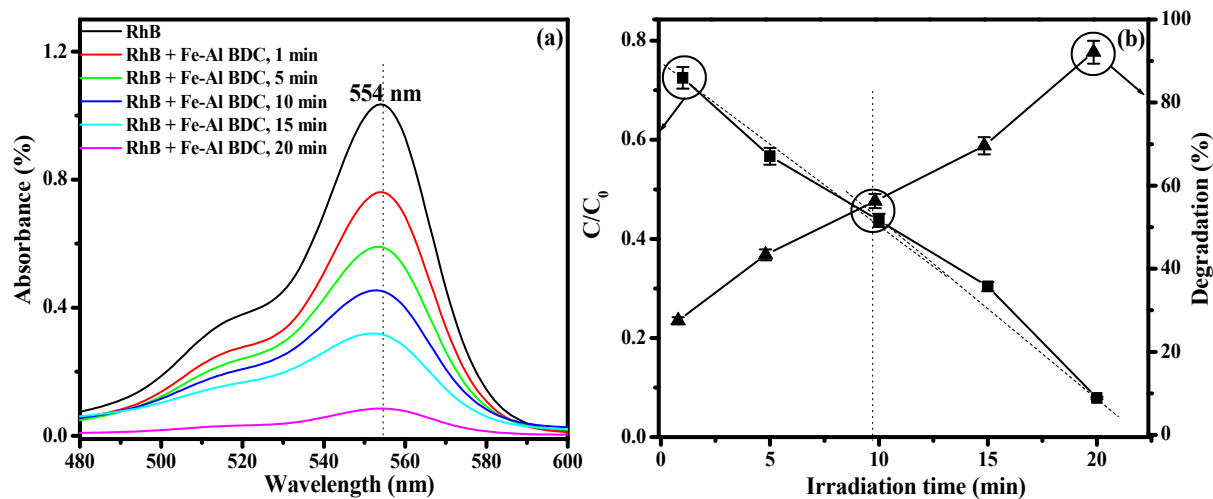 (a)
RhB
RhB + Fe-Al BDC, 1 min
RhB + Fe-Al BDC, 5 min
RhB + Fe-Al BDC, 10 min
RhB + Fe-Al BDC, 15 min
RhB + Fe-Al BDC, 20 min
554 nm
Absorbance (%)
1.2
0.8
0.4
0.0
480 500 520 540 560 580 600
Wavelength (nm)
(b)
C/C0
0.8
0.6
0.4
0.2
0.0
0 5 10 15 20
Irradiation time (min)
100
80
60
40
20
0
Degradation (%)